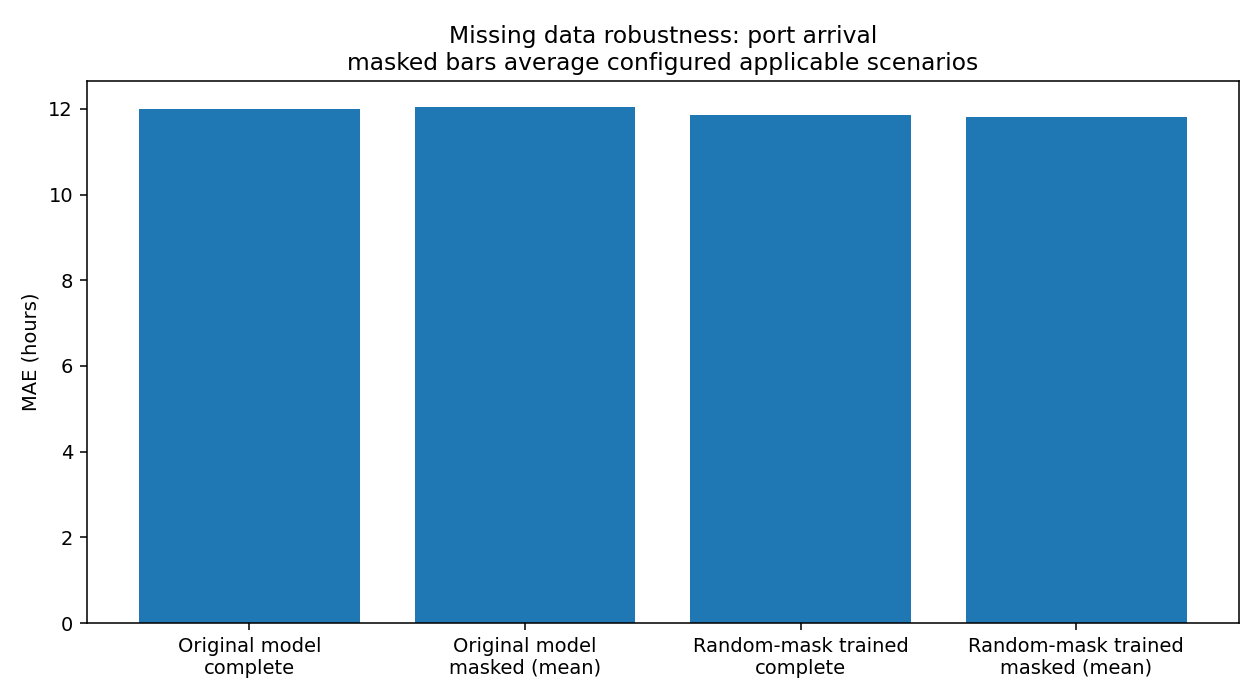 Missing data robustness: port arrival
masked bars average configured applicable scenarios
MAE (hours)
12
10
8
6
4
2
0
Original model
complete
Original model
masked (mean)
Random-mask trained
complete
Random-mask trained
masked (mean)